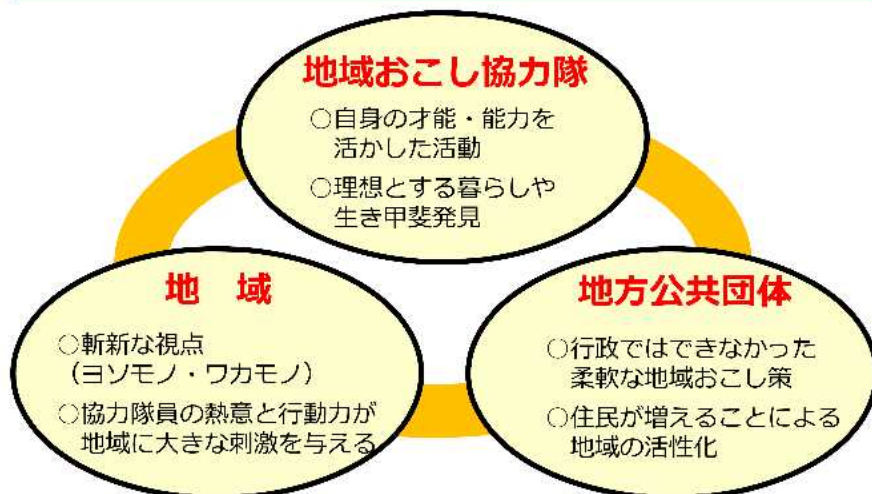 地域おこし協力隊
○自身の才能・能力を
活かした活動
○理想とする暮らしや
生き甲斐発見
地　域
○斬新な視点
（ヨソモノ・ワカモノ）
○協力隊員の熱意と行動力が
地域に大きな刺激を与える
地方公共団体
○行政ではできなかった
柔軟な地域おこし策
○住民が増えることによる
地域の活性化